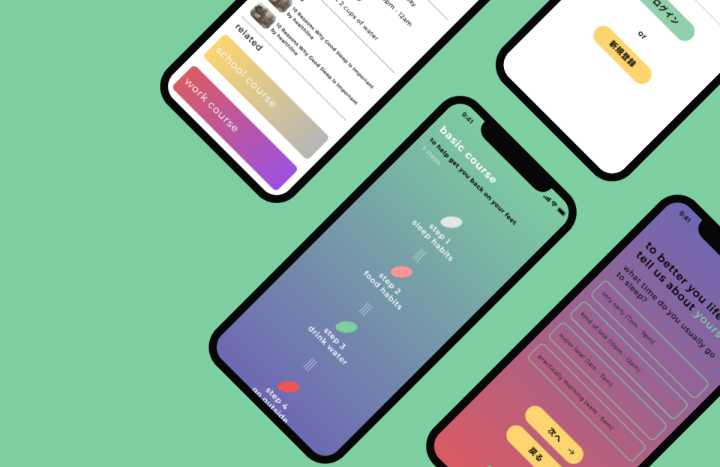 2 cups of water
10 Reasons Why Good Sleep is Important
by healthline
10 Reasons Why Good Sleep is Important
by healthline
related
school course
work course
ログイン
or
新規登録
9:41
basic course
to help get you back on your feet
5 steps
step 1
sleep habits
step 2
food habits
step 3
drink water
step 4
go outside
9:41
to better you life
tell us about yours
what time do you usually go
to sleep?
very early (7pm - 9pm)
kind of late (10pm - 12am)
super late! (1am - 3am)
practically morning (4am - 6am)
次へ →
戻る